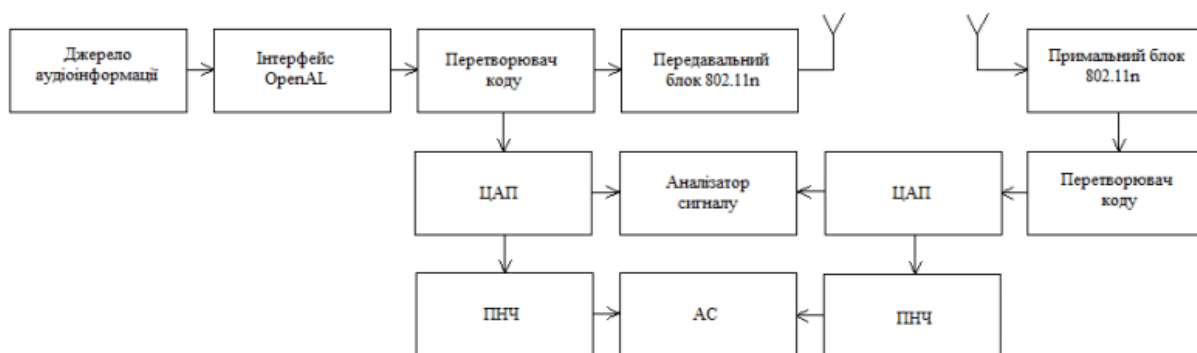 Джерело
аудіоінформації
Інтерфейс
OpenAL
Перетворювач
коду
Передавальний
блок 802.11n
Примальний блок
802.11n
ЦАП
Аналізатор
сигналу
ЦАП
Перетворювач
коду
ПНЧ
АС
ПНЧ